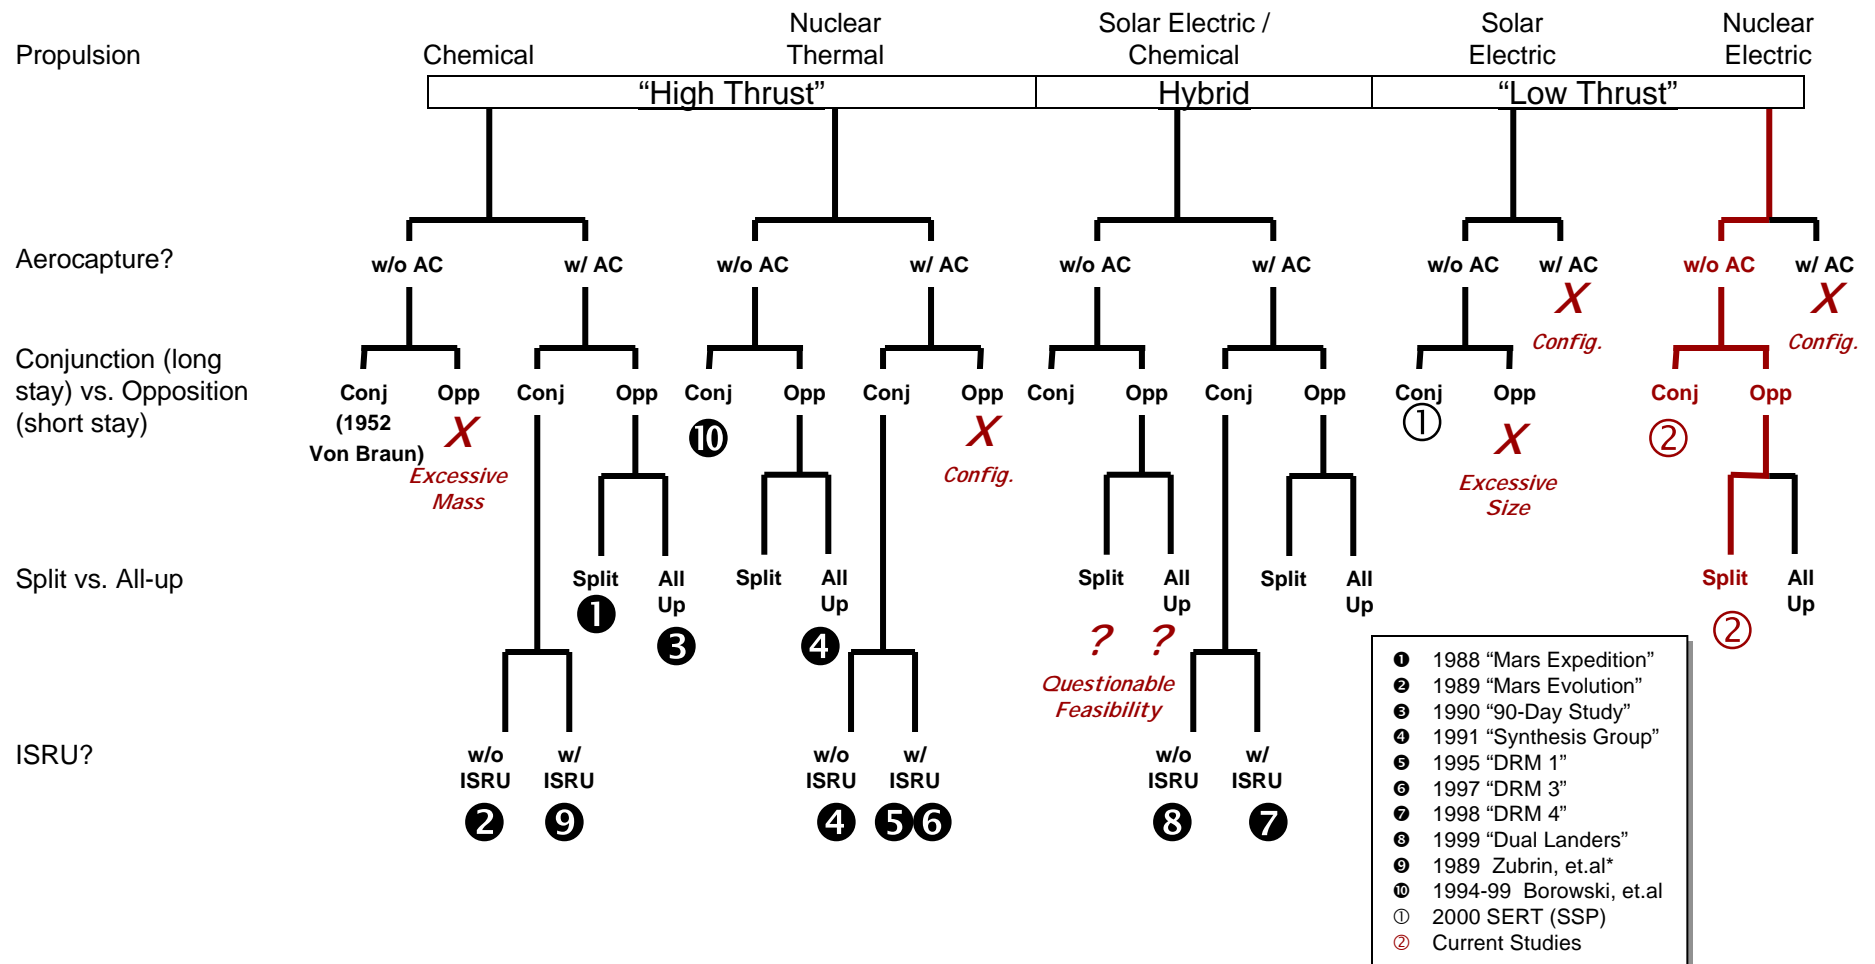 Propulsion
Chemical
Nuclear
Thermal
Solar Electric /
Chemical
Solar
Electric
Nuclear
Electric
“High Thrust”
Hybrid
“Low Thrust”
Aerocapture?
w/o AC
w/ AC
w/o AC
w/ AC
w/o AC
w/ AC
w/o AC
w/ AC
w/o AC
w/ AC
X
Config.
X
Config.
Conjunction (long
stay) vs. Opposition
(short stay)
Conj
(1952
Von Braun)
Opp
X
Excessive
Mass
Conj
Opp
Conj
❿
Opp
Conj
Opp
X
Config.
Conj
Opp
Conj
Opp
Conj
①
Opp
X
Excessive
Size
Conj
②
Opp
Split vs. All-up
Split
❶
All
Up
❸
Split
All
Up
❹
Split
?
All
Up
?
Questionable
Feasibility
Split
All
Up
Split
②
All
Up
ISRU?
w/o
ISRU
❷
w/
ISRU
❾
w/o
ISRU
❹
w/
ISRU
❺❻
w/o
ISRU
❽
w/
ISRU
❼
❶ 1988 “Mars Expedition”
❷ 1989 “Mars Evolution”
❸ 1990 “90-Day Study”
❹ 1991 “Synthesis Group”
❺ 1995 “DRM 1”
❻ 1997 “DRM 3”
❼ 1998 “DRM 4”
❽ 1999 “Dual Landers”
❾ 1989 Zubrin, et.al*
❿ 1994-99 Borowski, et.al
① 2000 SERT (SSP)
② Current Studies